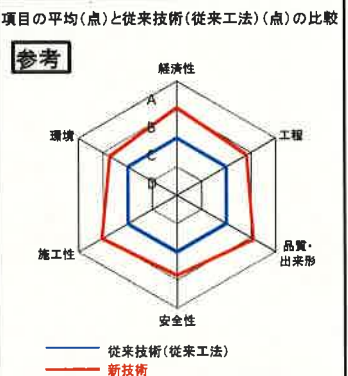 項目の平均(点)と従来技術(従来工法)(点)の比較
参考
経済性
A
B
C
D
環境
工程
施工性
品質・
出来形
安全性
従来技術(従来工法)
新技術